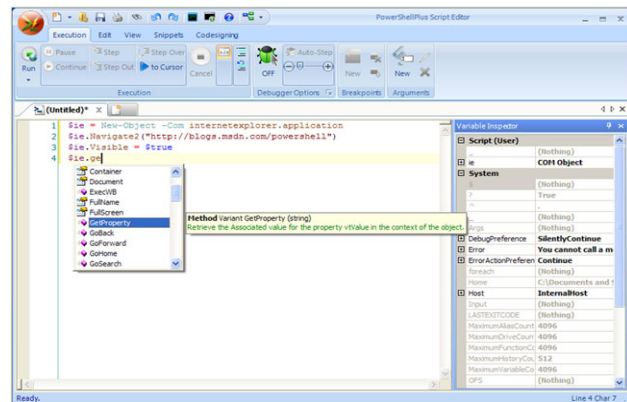 PowerShellPlus Script Editor
Execution Edit View Snippets Codesigning
Run
Pause Step Step Over
Continue Step Out to Cursor
Cancel
OFF
Auto-Step
New
New
Execution Debugger Options Breakpoints Arguments
(Untitled)* x
1 $ie = New-Object -Com internetexplorer.application
2 $ie.Navigate2("http://blogs.msdn.com/powershell")
3 $ie.Visible = $true
4 $ie.ge
Container
Document
ExecWB
FullName
FullScreen
GetProperty
GoBack
GoForward
GoHome
GoSearch
Method Variant GetProperty (string)
Retrieve the Associated value for the property vtValue in the context of the object.
Variable Inspector
Script (User)
_ (Nothing)
ie COM Object
System
$ (Nothing)
? True
^ .
_ (Nothing)
Args (Nothing)
DebugPreference SilentlyContinue
Error You cannot call a m
ErrorActionPreferen Continue
foreach (Nothing)
Home C:\Documents and S
Host InternalHost
Input (Nothing)
LASTEXITCODE (Nothing)
MaximumAliasCount 4096
MaximumDriveCoun 4096
MaximumFunctionCo 4096
MaximumHistoryCou 512
MaximumVariableCo 4096
OFS (Nothing)
Ready.
Line 4 Char 7